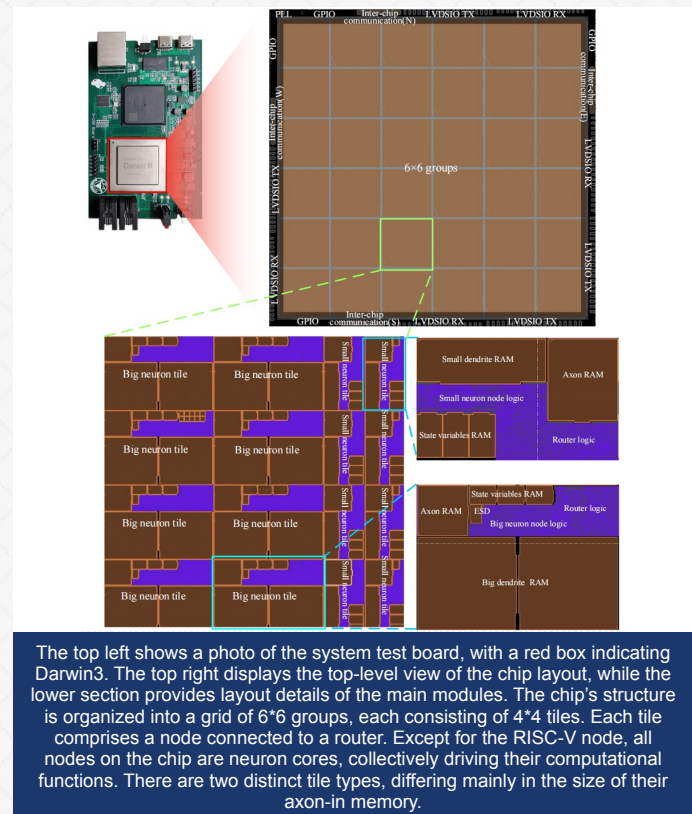 PLL GPIO Inter-chip communication(N) LVDSIO TX LVDSIO RX
GPIO
Inter-chip communication(W)
LVDSIO TX
LVDSIO RX
Inter-chip communication(E)
LVDSIO RX
LVDSIO TX
6×6 groups
GPIO Inter-chip communication(S) LVDSIO RX LVDSIO TX
Darwin III
Big neuron tile Big neuron tile Small neuron tile Small neuron tile
Big neuron tile Big neuron tile Small neuron tile Small neuron tile
Big neuron tile Big neuron tile Small neuron tile Small neuron tile
Big neuron tile Big neuron tile Small neuron tile Small neuron tile
Small dendrite RAM
Axon RAM
Small neuron node logic
State variables RAM
Router logic
State variables RAM
Axon RAM
ESD
Router logic
Big neuron node logic
Big dendrite RAM
The top left shows a photo of the system test board, with a red box indicating
Darwin3. The top right displays the top-level view of the chip layout, while the
lower section provides layout details of the main modules. The chip's structure
is organized into a grid of 6*6 groups, each consisting of 4*4 tiles. Each tile
comprises a node connected to a router. Except for the RISC-V node, all
nodes on the chip are neuron cores, collectively driving their computational
functions. There are two distinct tile types, differing mainly in the size of their
axon-in memory.